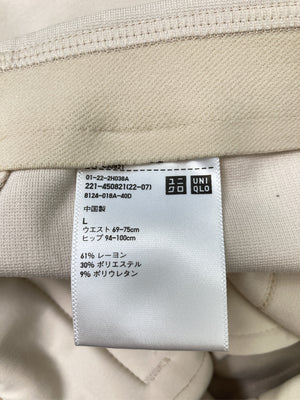 01-22-2H038A
221-450821(22-07)
8124-018A-40D
ユニクロ
UNIQLO
中国製
L
ウエスト 69-75cm
ヒップ 94-100cm
61% レーヨン
30% ポリエステル
9% ポリウレタン